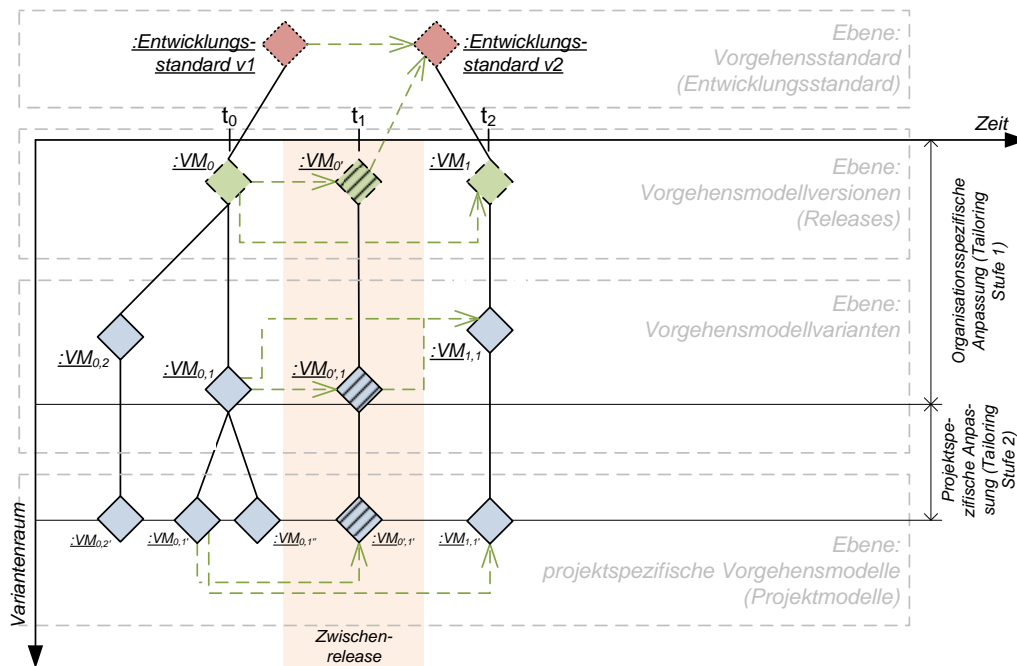 :Entwicklungs-
standard v1
:Entwicklungs-
standard v2
Ebene:
Vorgehensstandard
(Entwicklungsstandard)
t0
t1
t2
Zeit
:VM0
:VM0'
:VM1
Ebene:
Vorgehensmodellversionen
(Releases)
Organisationsspezifische
Anpassung (Tailoring
Stufe 1)
Ebene:
Vorgehensmodellvarianten
:VM0,2
:VM0,1
:VM0',1
:VM1,1
Projektspe-
zifische Anpas-
sung (Tailoring
Stufe 2)
:VM0,2'
:VM0,1'
:VM0,1''
:VM0',1'
:VM1,1'
Ebene:
projektspezifische Vorgehensmodelle
(Projektmodelle)
Variantenraum
Zwischen-
release